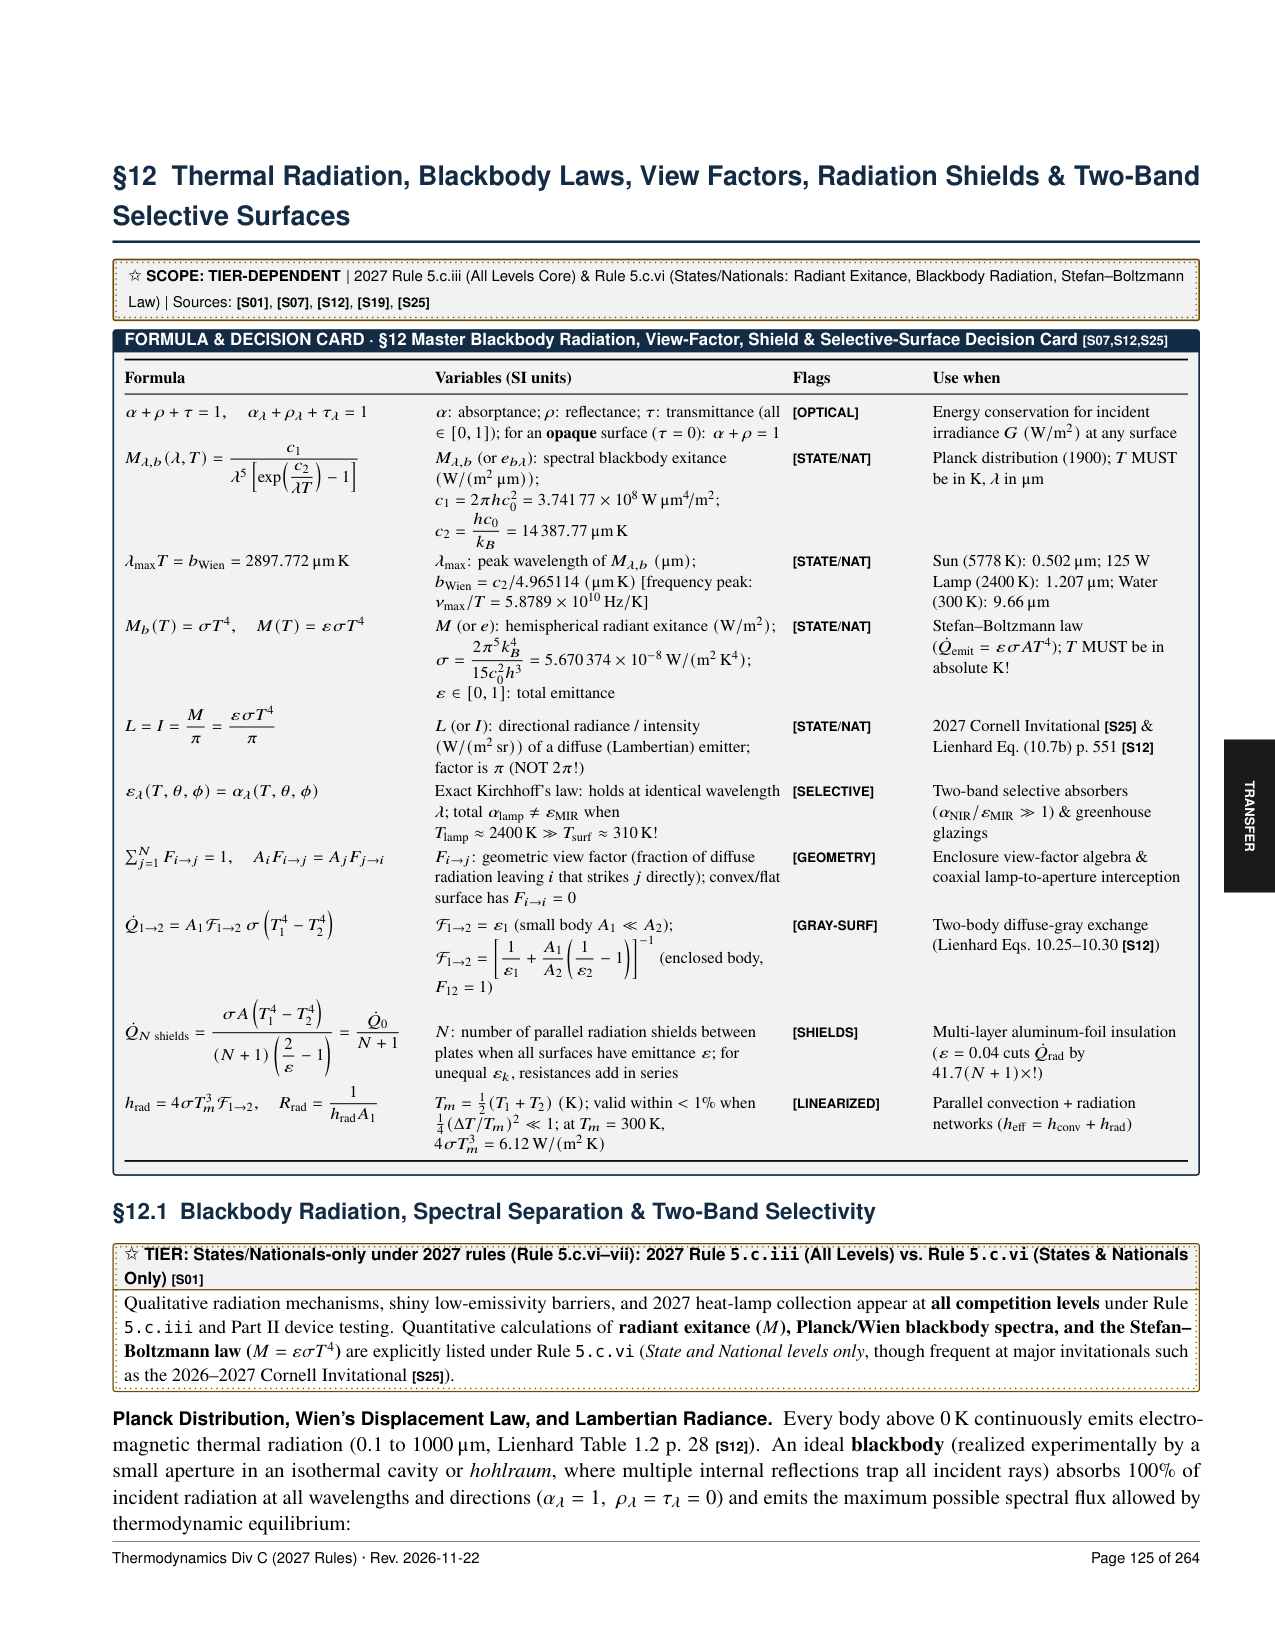 §12 Thermal Radiation, Blackbody Laws, View Factors, Radiation Shields & Two-Band
Selective Surfaces
☆ SCOPE: TIER-DEPENDENT | 2027 Rule 5.c.iii (All Levels Core) & Rule 5.c.vi (States/Nationals: Radiant Exitance, Blackbody Radiation, Stefan–Boltzmann
Law) | Sources: [S01], [S07], [S12], [S19], [S25]
FORMULA & DECISION CARD · §12 Master Blackbody Radiation, View-Factor, Shield & Selective-Surface Decision Card [S07,S12,S25]
Formula Variables (SI units) Flags Use when
α + ρ + τ = 1, α_λ + ρ_λ + τ_λ = 1
α: absorptance; ρ: reflectance; τ: transmittance (all
∈ [0, 1]); for an opaque surface (τ = 0): α + ρ = 1
[OPTICAL]
Energy conservation for incident
irradiance G (W/m²) at any surface
M_{λ,b}(λ, T) = c₁ / (λ⁵ [exp(c₂/(λT)) − 1])
M_{λ,b} (or e_{bλ}): spectral blackbody exitance
(W/(m² µm));
c₁ = 2πhc₀² = 3.741 77 × 10⁸ W µm⁴/m²;
c₂ = hc₀/k_B = 14 387.77 µm K
[STATE/NAT]
Planck distribution (1900); T MUST
be in K, λ in µm
λ_max T = b_Wien = 2897.772 µm K
λ_max: peak wavelength of M_{λ,b} (µm);
b_Wien = c₂/4.965114 (µm K) [frequency peak:
ν_max/T = 5.8789 × 10¹⁰ Hz/K]
[STATE/NAT]
Sun (5778 K): 0.502 µm; 125 W
Lamp (2400 K): 1.207 µm; Water
(300 K): 9.66 µm
M_b(T) = σT⁴, M(T) = εσT⁴
M (or e): hemispherical radiant exitance (W/m²);
σ = 2π⁵k_B⁴/(15c₀²h³) = 5.670 374 × 10⁻⁸ W/(m² K⁴);
ε ∈ [0, 1]: total emittance
[STATE/NAT]
Stefan–Boltzmann law
(Q̇_emit = εσAT⁴); T MUST be in
absolute K!
L = I = M/π = εσT⁴/π
L (or I): directional radiance / intensity
(W/(m² sr)) of a diffuse (Lambertian) emitter;
factor is π (NOT 2π!)
[STATE/NAT]
2027 Cornell Invitational [S25] &
Lienhard Eq. (10.7b) p. 551 [S12]
ε_λ(T, θ, ϕ) = α_λ(T, θ, ϕ)
Exact Kirchhoff's law: holds at identical wavelength
λ; total α_lamp ≠ ε_MIR when
T_lamp ≈ 2400 K ≫ T_surf ≈ 310 K!
[SELECTIVE]
Two-band selective absorbers
(α_NIR/ε_MIR ≫ 1) & greenhouse
glazings
∑_{j=1}^N F_{i→j} = 1, A_i F_{i→j} = A_j F_{j→i}
F_{i→j}: geometric view factor (fraction of diffuse
radiation leaving i that strikes j directly); convex/flat
surface has F_{i→i} = 0
[GEOMETRY]
Enclosure view-factor algebra &
coaxial lamp-to-aperture interception
Q̇_{1→2} = A₁ℱ_{1→2} σ (T₁⁴ − T₂⁴)
ℱ_{1→2} = ε₁ (small body A₁ ≪ A₂);
ℱ_{1→2} = [1/ε₁ + A₁/A₂ (1/ε₂ − 1)]⁻¹ (enclosed body,
F₁₂ = 1)
[GRAY-SURF]
Two-body diffuse-gray exchange
(Lienhard Eqs. 10.25–10.30 [S12])
Q̇_{N shields} = σA(T₁⁴ − T₂⁴) / ((N + 1)(2/ε − 1)) = Q̇₀/(N + 1)
N: number of parallel radiation shields between
plates when all surfaces have emittance ε; for
unequal ε_k, resistances add in series
[SHIELDS]
Multi-layer aluminum-foil insulation
(ε = 0.04 cuts Q̇_rad by
41.7(N + 1)×!)
h_rad = 4σT_m³ℱ_{1→2}, R_rad = 1/(h_rad A₁)
T_m = ½(T₁ + T₂) (K); valid within < 1% when
¼(ΔT/T_m)² ≪ 1; at T_m = 300 K,
4σT_m³ = 6.12 W/(m² K)
[LINEARIZED]
Parallel convection + radiation
networks (h_eff = h_conv + h_rad)
TRANSFER
§12.1 Blackbody Radiation, Spectral Separation & Two-Band Selectivity
☆ TIER: States/Nationals-only under 2027 rules (Rule 5.c.vi–vii): 2027 Rule 5.c.iii (All Levels) vs. Rule 5.c.vi (States & Nationals
Only) [S01]
Qualitative radiation mechanisms, shiny low-emissivity barriers, and 2027 heat-lamp collection appear at all competition levels under Rule
5.c.iii and Part II device testing. Quantitative calculations of radiant exitance (M), Planck/Wien blackbody spectra, and the Stefan–
Boltzmann law (M = εσT⁴) are explicitly listed under Rule 5.c.vi (State and National levels only, though frequent at major invitationals such
as the 2026–2027 Cornell Invitational [S25]).
Planck Distribution, Wien's Displacement Law, and Lambertian Radiance. Every body above 0 K continuously emits electro-
magnetic thermal radiation (0.1 to 1000 µm, Lienhard Table 1.2 p. 28 [S12]). An ideal blackbody (realized experimentally by a
small aperture in an isothermal cavity or hohlraum, where multiple internal reflections trap all incident rays) absorbs 100% of
incident radiation at all wavelengths and directions (α_λ = 1, ρ_λ = τ_λ = 0) and emits the maximum possible spectral flux allowed by
thermodynamic equilibrium:
Thermodynamics Div C (2027 Rules) · Rev. 2026-11-22
Page 125 of 264